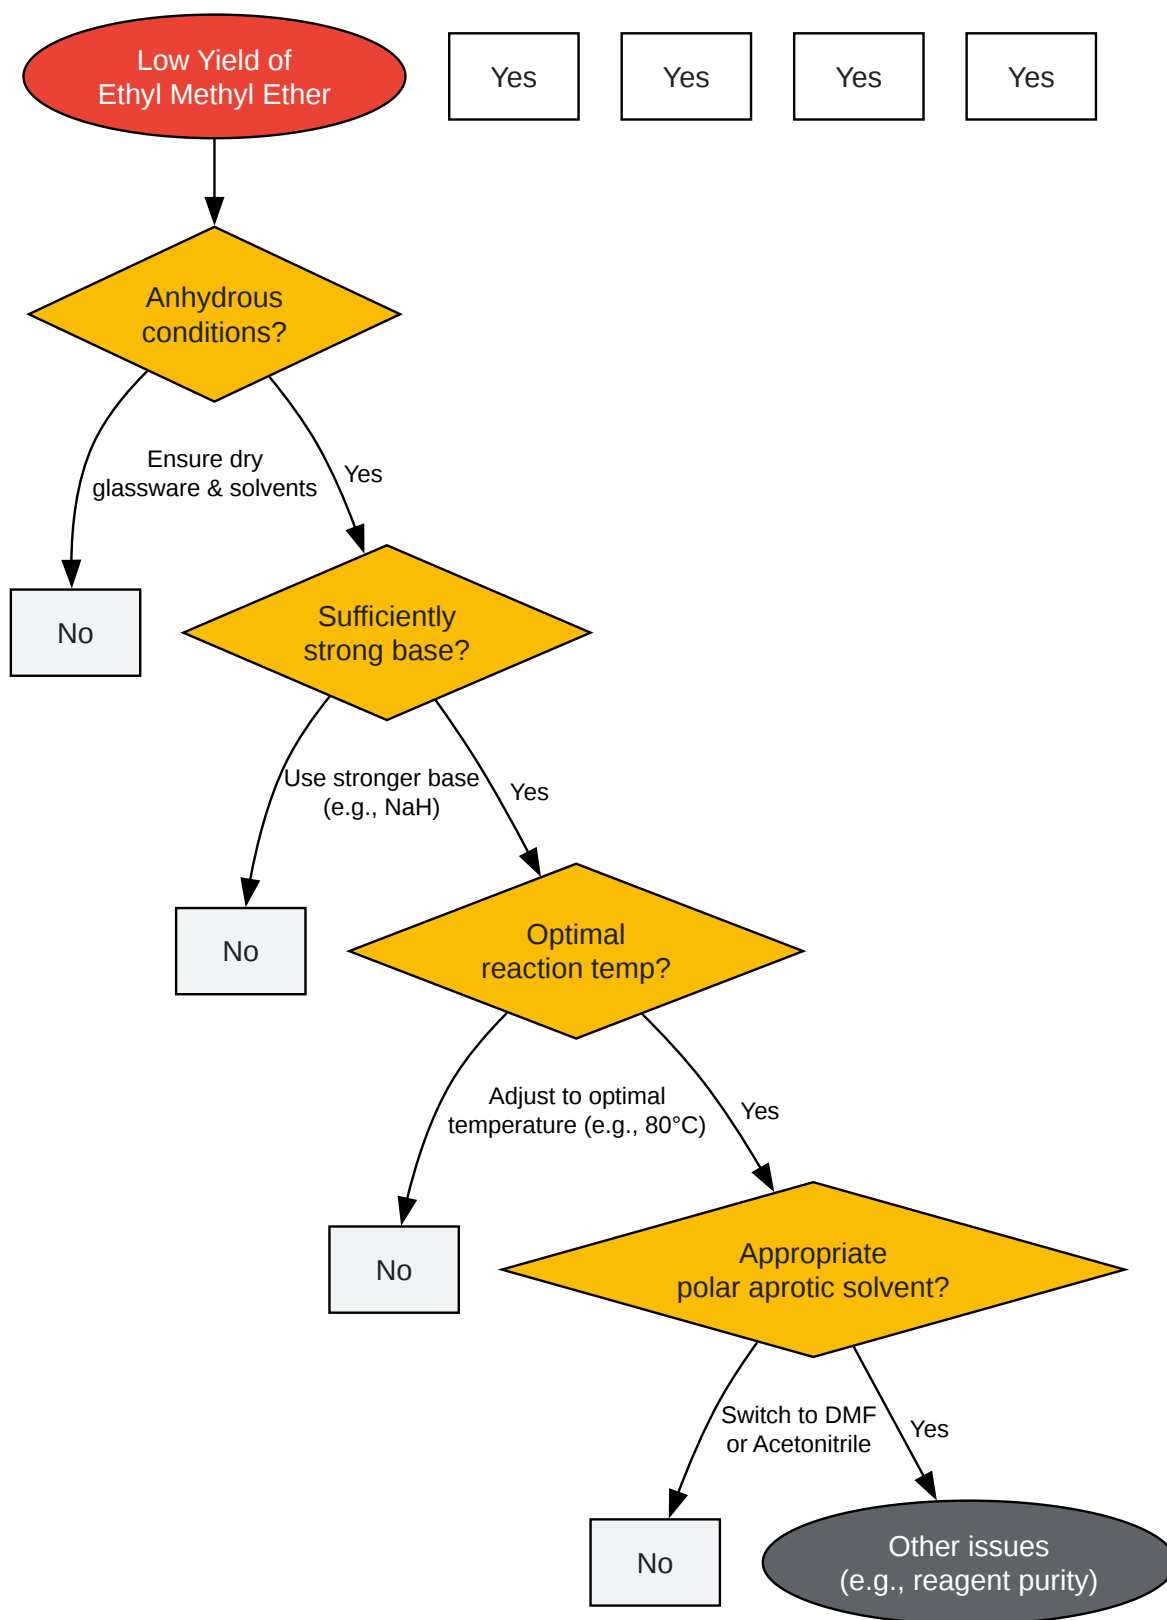 Low Yield of
Ethyl Methyl Ether
Yes
Yes
Yes
Yes
Anhydrous
conditions?
Ensure dry
glassware & solvents
Yes
No
Sufficiently
strong base?
Use stronger base
(e.g., NaH)
Yes
No
Optimal
reaction temp?
Adjust to optimal
temperature (e.g., 80°C)
Yes
No
Appropriate
polar aprotic solvent?
Switch to DMF
or Acetonitrile
Yes
No
Other issues
(e.g., reagent purity)